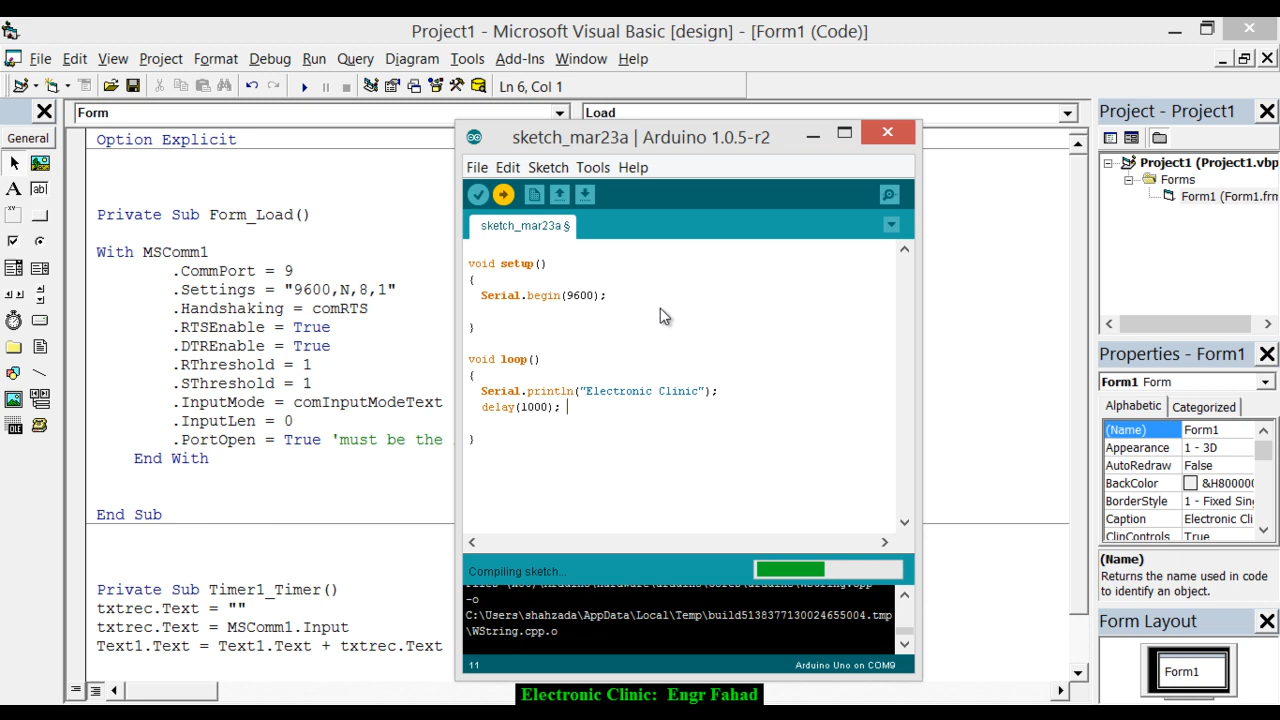 Project1 - Microsoft Visual Basic [design] - [Form1 (Code)]
File Edit View Project Format Debug Run Query Diagram Tools Add-Ins Window Help
Ln 6, Col 1
General
Form
Load
Option Explicit
Private Sub Form_Load()
With MSComm1
.CommPort = 9
.Settings = "9600,N,8,1"
.Handshaking = comRTS
.RTSEnable = True
.DTREnable = True
.RThreshold = 1
.SThreshold = 1
.InputMode = comInputModeText
.InputLen = 0
.PortOpen = True 'must be the
End With
End Sub
Private Sub Timer1_Timer()
txtrec.Text = ""
txtrec.Text = MSComm1.Input
Text1.Text = Text1.Text + txtrec.Text
sketch_mar23a | Arduino 1.0.5-r2
File Edit Sketch Tools Help
sketch_mar23a §
void setup()
{
Serial.begin(9600);
}
void loop()
{
Serial.println("Electronic Clinic");
delay(1000);
}
Compiling sketch...
-o
C:\Users\shahzada\AppData\Local\Temp\build5138377130024655004.tmp
\WString.cpp.o
11
Arduino Uno on COM9
Project - Project1
Project1 (Project1.vbp
Forms
Form1 (Form1.frn
Properties - Form1
Form1 Form
Alphabetic Categorized
(Name) Form1
Appearance 1 - 3D
AutoRedraw False
BackColor &H800000
BorderStyle 1 - Fixed Sin
Caption Electronic Cli
ClipControls True
(Name)
Returns the name used in code
to identify an object.
Form Layout
Form1
Electronic Clinic: Engr Fahad